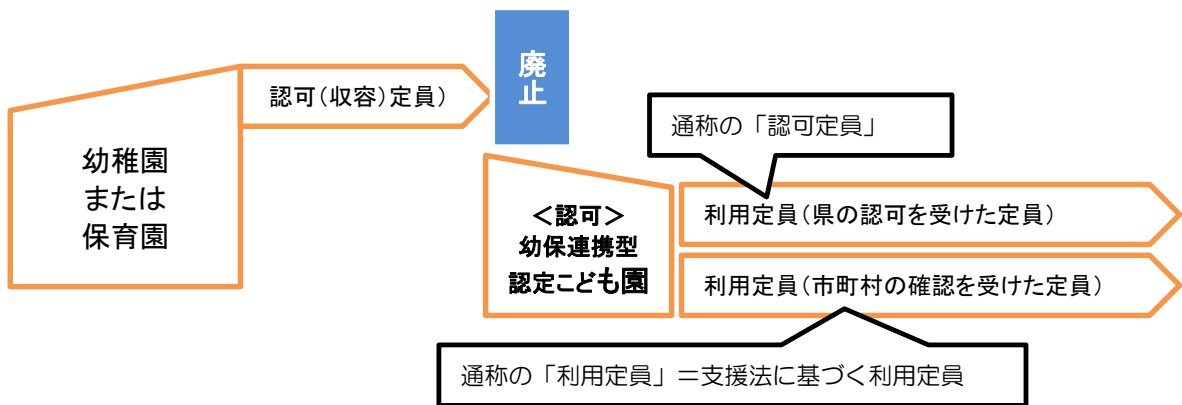 認可(収容)定員)
廃
止
幼稚園
または
保育園
通称の「認可定員」
<認可>
幼保連携型
認定こども園
利用定員(県の認可を受けた定員)
利用定員(市町村の確認を受けた定員)
通称の「利用定員」=支援法に基づく利用定員